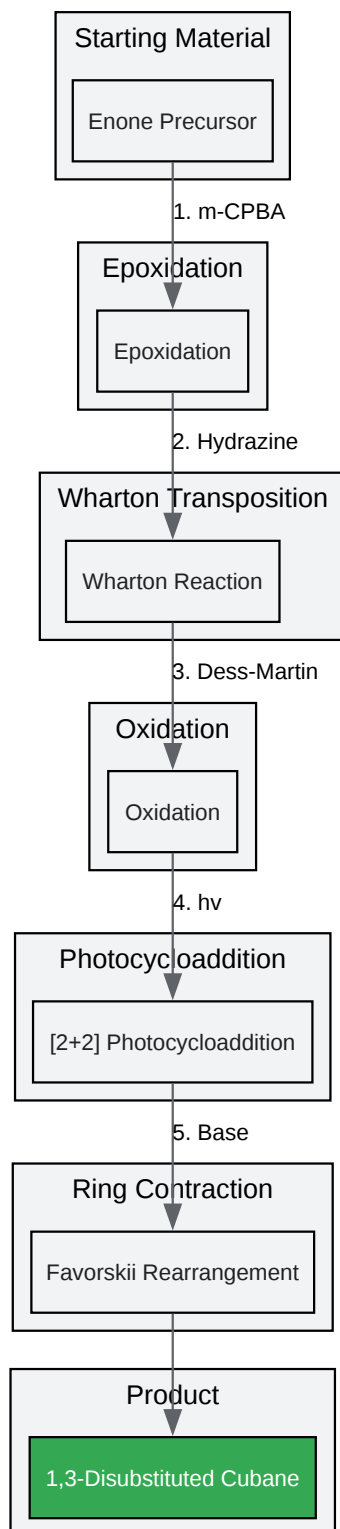 Starting Material
Enone Precursor
1. m-CPBA
Epoxidation
Epoxidation
2. Hydrazine
Wharton Transposition
Wharton Reaction
3. Dess-Martin
Oxidation
Oxidation
4. hv
Photocycloaddition
[2+2] Photocycloaddition
5. Base
Ring Contraction
Favorskii Rearrangement
Product
1,3-Disubstituted Cubane